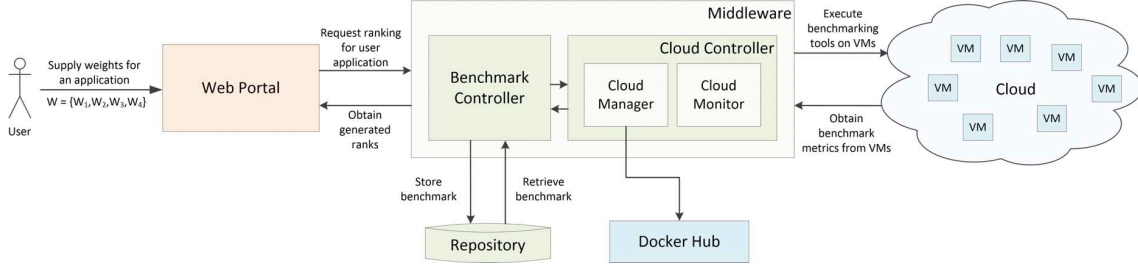 User
Supply weights for
an application
W = {W₁,W₂,W₃,W₄}
Web Portal
Request ranking
for user
application
Obtain
generated
ranks
Middleware
Benchmark
Controller
Cloud Controller
Cloud
Manager
Cloud
Monitor
Store
benchmark
Retrieve
benchmark
Repository
Docker Hub
Execute
benchmarking
tools on VMs
Obtain
benchmark
metrics from VMs
Cloud
VM
VM
VM
VM
VM
VM
VM
VM